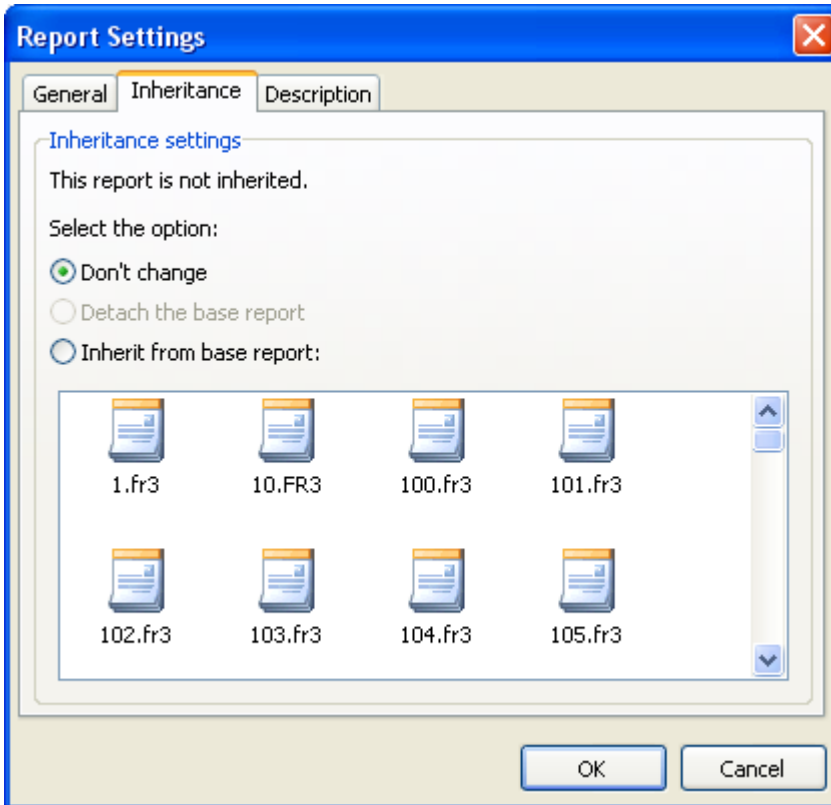 Report Settings
General Inheritance Description
Inheritance settings
This report is not inherited.
Select the option:
Don't change
Detach the base report
Inherit from base report:
1.fr3 10.FR3 100.fr3 101.fr3
102.fr3 103.fr3 104.fr3 105.fr3
OK Cancel